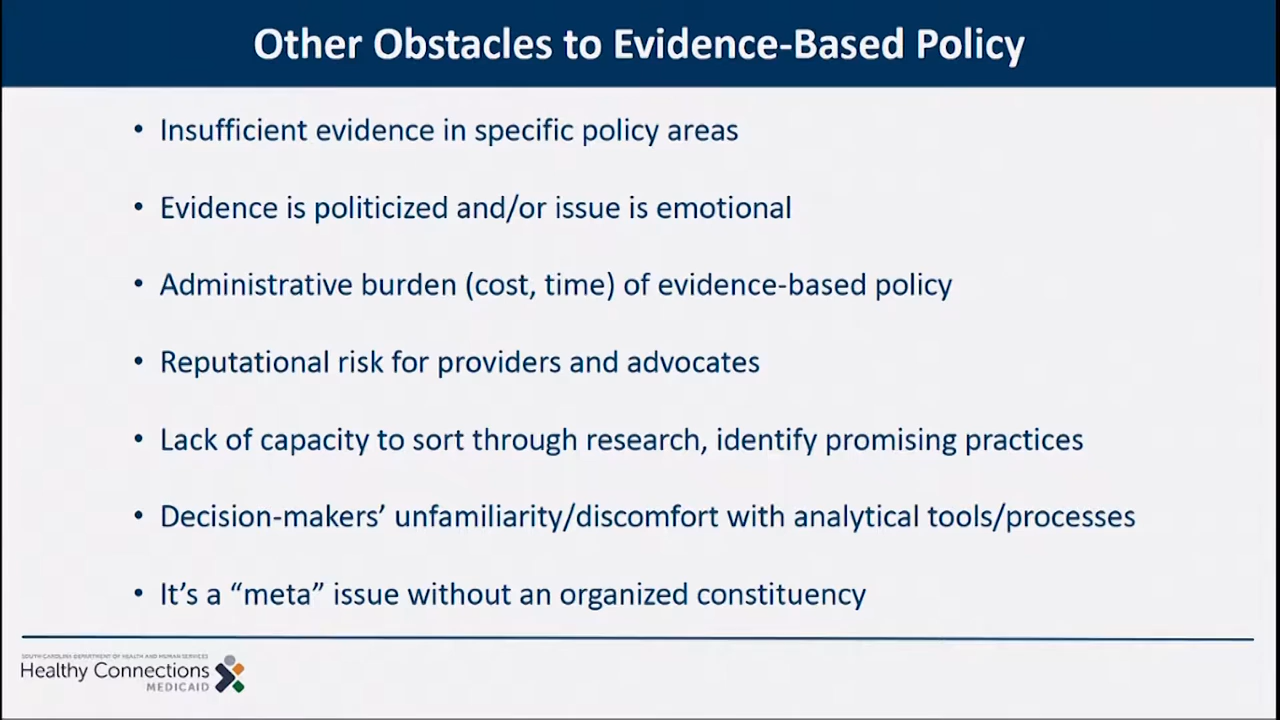 Other Obstacles to Evidence-Based Policy
• Insufficient evidence in specific policy areas
• Evidence is politicized and/or issue is emotional
• Administrative burden (cost, time) of evidence-based policy
• Reputational risk for providers and advocates
• Lack of capacity to sort through research, identify promising practices
• Decision-makers’ unfamiliarity/discomfort with analytical tools/processes
• It’s a “meta” issue without an organized constituency
SOUTH CAROLINA DEPARTMENT OF HEALTH AND HUMAN SERVICES
Healthy Connections
MEDICAID